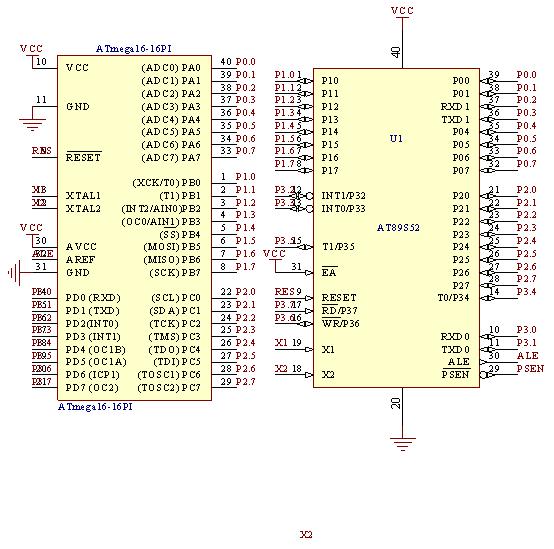 VCC
ATmega16-16PI
VCC
10 VCC (ADC0) PA0 40 P0.0
(ADC1) PA1 39 P0.1
(ADC2) PA2 38 P0.2
11 GND (ADC3) PA3 37 P0.3
(ADC4) PA4 36 P0.4
(ADC5) PA5 35 P0.5
(ADC6) PA6 34 P0.6
RESET (ADC7) PA7 33 P0.7
(XCK/T0) PB0 1 P1.0
XTAL1 (T1) PB1 2 P1.1
XTAL2 (INT2/AIN0) PB2 3 P1.2
(OC0/AIN1) PB3 4 P1.3
VCC (SS) PB4 5 P1.4
30 AVCC (MOSI) PB5 6 P1.5
AREF (MISO) PB6 7 P1.6
31 GND (SCK) PB7 8 P1.7
PD0 (RXD) (SCL) PC0 22 P2.0
PD1 (TXD) (SDA) PC1 23 P2.1
PD2(INT0) (TCK) PC2 24 P2.2
PD3 (INT1) (TMS) PC3 25 P2.3
PD4 (OC1B) (TDO) PC4 26 P2.4
PD5 (OC1A) (TDI) PC5 27 P2.5
PD6 (ICP1) (TOSC1) PC6 28 P2.6
PD7 (OC2) (TOSC2) PC7 29 P2.7
ATmega16-16PI
40
P1.0 1 P10 P00 39 P0.0
P1.1 2 P11 P01 38 P0.1
P1.2 3 P12 RXD1 37 P0.2
P1.3 4 P13 TXD1 36 P0.3
P1.4 5 P14 P04 35 P0.4
P1.5 6 P15 P05 34 P0.5
P1.6 7 P16 P06 33 P0.6
P1.7 8 P17 P07 32 P0.7
U1
INT1/P32 P20 21 P2.0
INT0/P33 P21 22 P2.1
P22 23 P2.2
AT89S52
P23 24 P2.3
T1/P35 P24 25 P2.4
VCC P25 26 P2.5
31 EA P26 27 P2.6
P27 28 P2.7
RES 9 RESET T0/P34 14 P3.4
P3.7 17 RD/P37
P3.6 16 WR/P36
RXD0 10 P3.0
X1 19 X1 TXD0 11 P3.1
ALE 30 ALE
X2 18 X2 PSEN 29 PSEN
20
X2